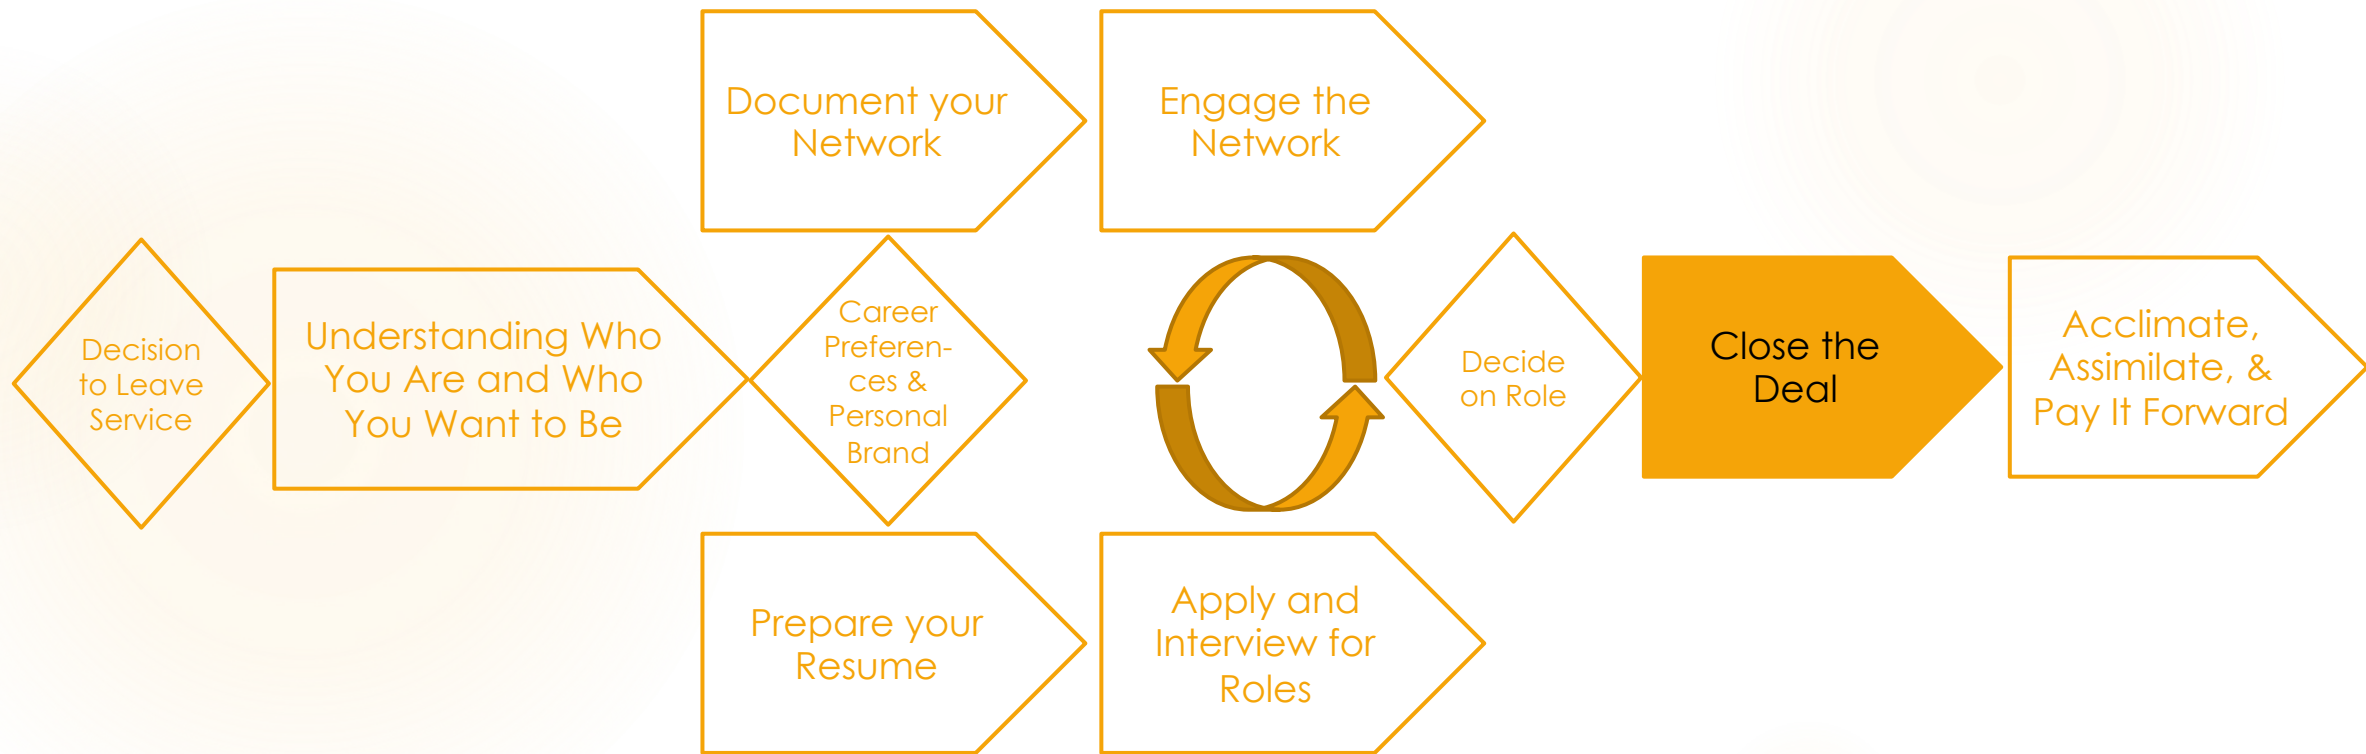 Document your
Network
Engage the
Network
Decision
to Leave
Service
Understanding Who
You Are and Who
You Want to Be
Career
Preferen-
ces &
Personal
Brand
Decide
on Role
Close the
Deal
Acclimate,
Assimilate, &
Pay It Forward
Prepare your
Resume
Apply and
Interview for
Roles